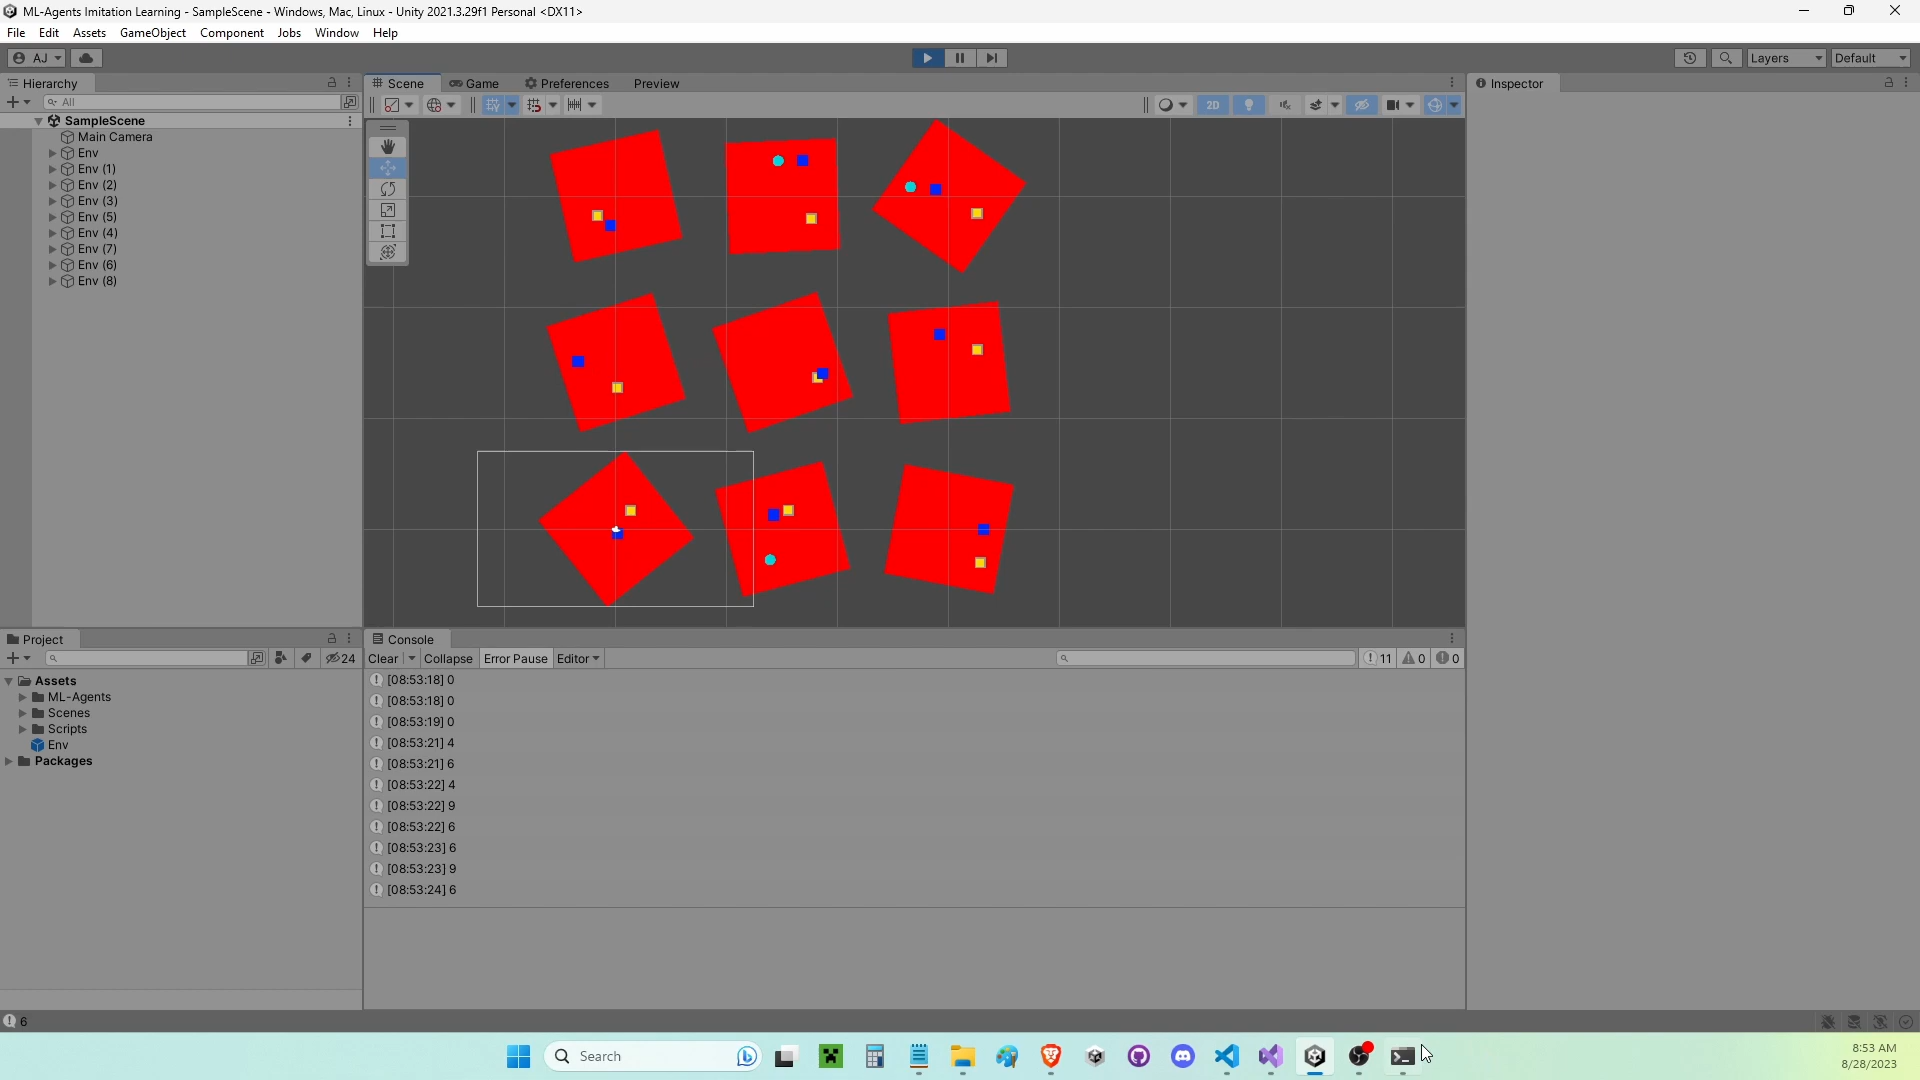 ML-Agents Imitation Learning - SampleScene - Windows, Mac, Linux - Unity 2021.3.29f1 Personal <DX11>
File Edit Assets GameObject Component Jobs Window Help
AJ Layers Default
Hierarchy Scene Game Preferences Preview Inspector
All 2D
SampleScene
Main Camera
Env
Env (1)
Env (2)
Env (3)
Env (5)
Env (4)
Env (7)
Env (6)
Env (8)
Project Console
24 Clear Collapse Error Pause Editor 11 0 0
Assets
ML-Agents
Scenes
Scripts
Env
Packages
[08:53:18] 0
[08:53:18] 0
[08:53:19] 0
[08:53:21] 4
[08:53:21] 6
[08:53:22] 4
[08:53:22] 9
[08:53:22] 6
[08:53:23] 6
[08:53:23] 9
[08:53:24] 6
6
Search
8:53 AM
8/28/2023